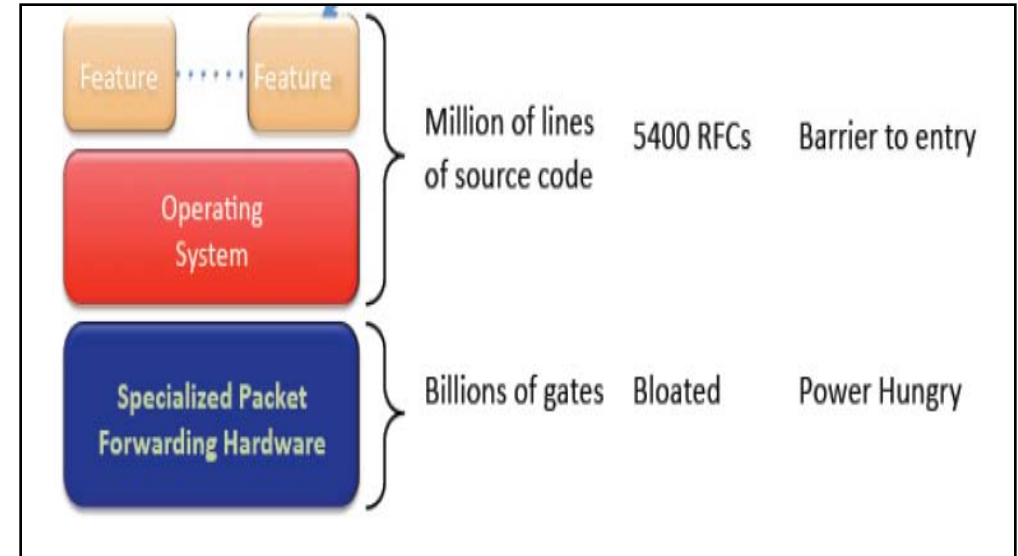 Feature Feature
Million of lines
of source code
5400 RFCs
Barrier to entry
Operating
System
Specialized Packet
Forwarding Hardware
Billions of gates
Bloated
Power Hungry